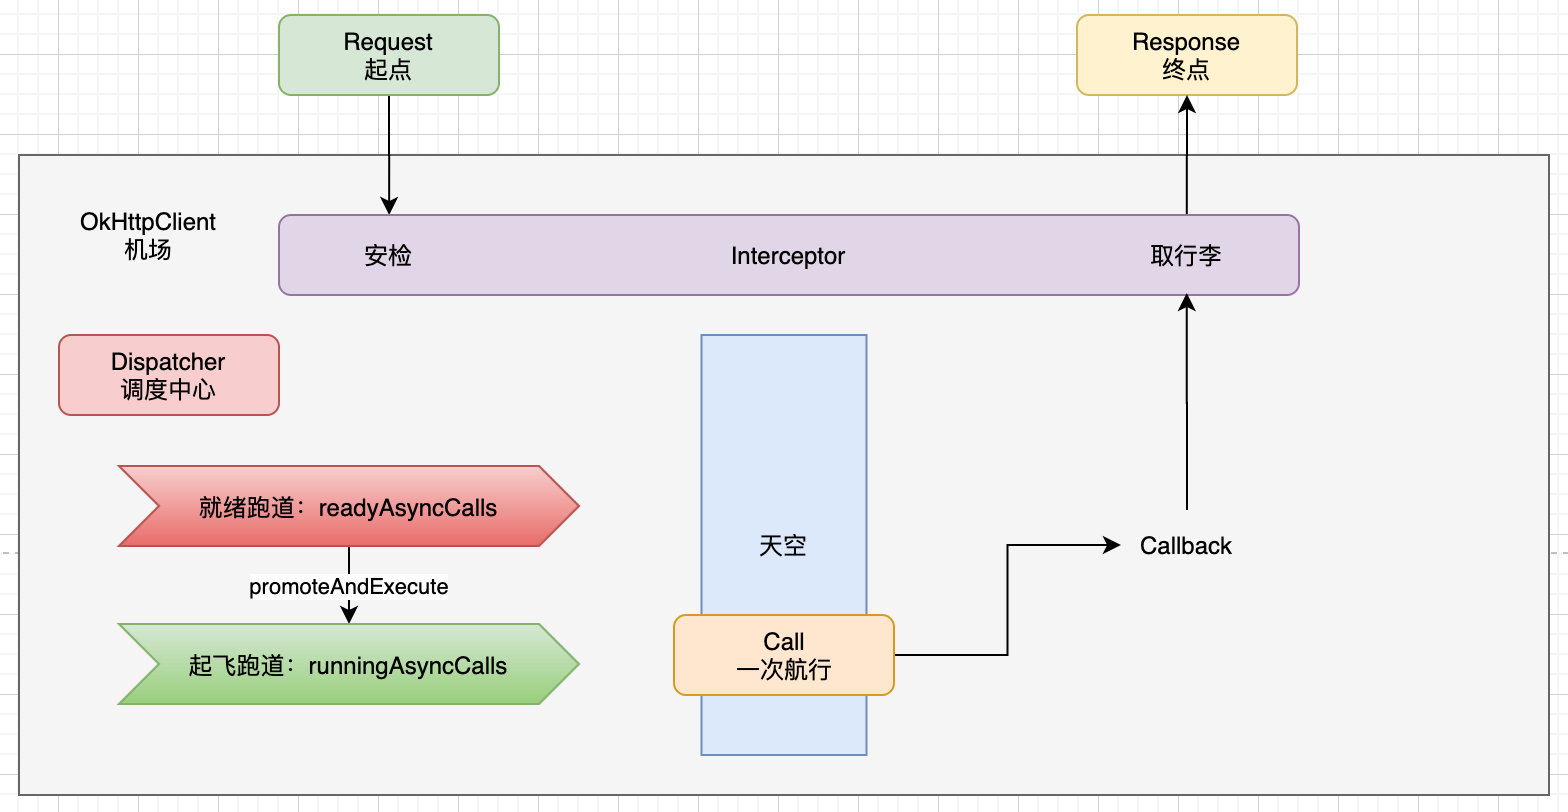 Request
起点
Response
终点
OkHttpClient
机场
安检
Interceptor
取行李
Dispatcher
调度中心
就绪跑道：readyAsyncCalls
promoteAndExecute
起飞跑道：runningAsyncCalls
天空
Call
一次航行
Callback